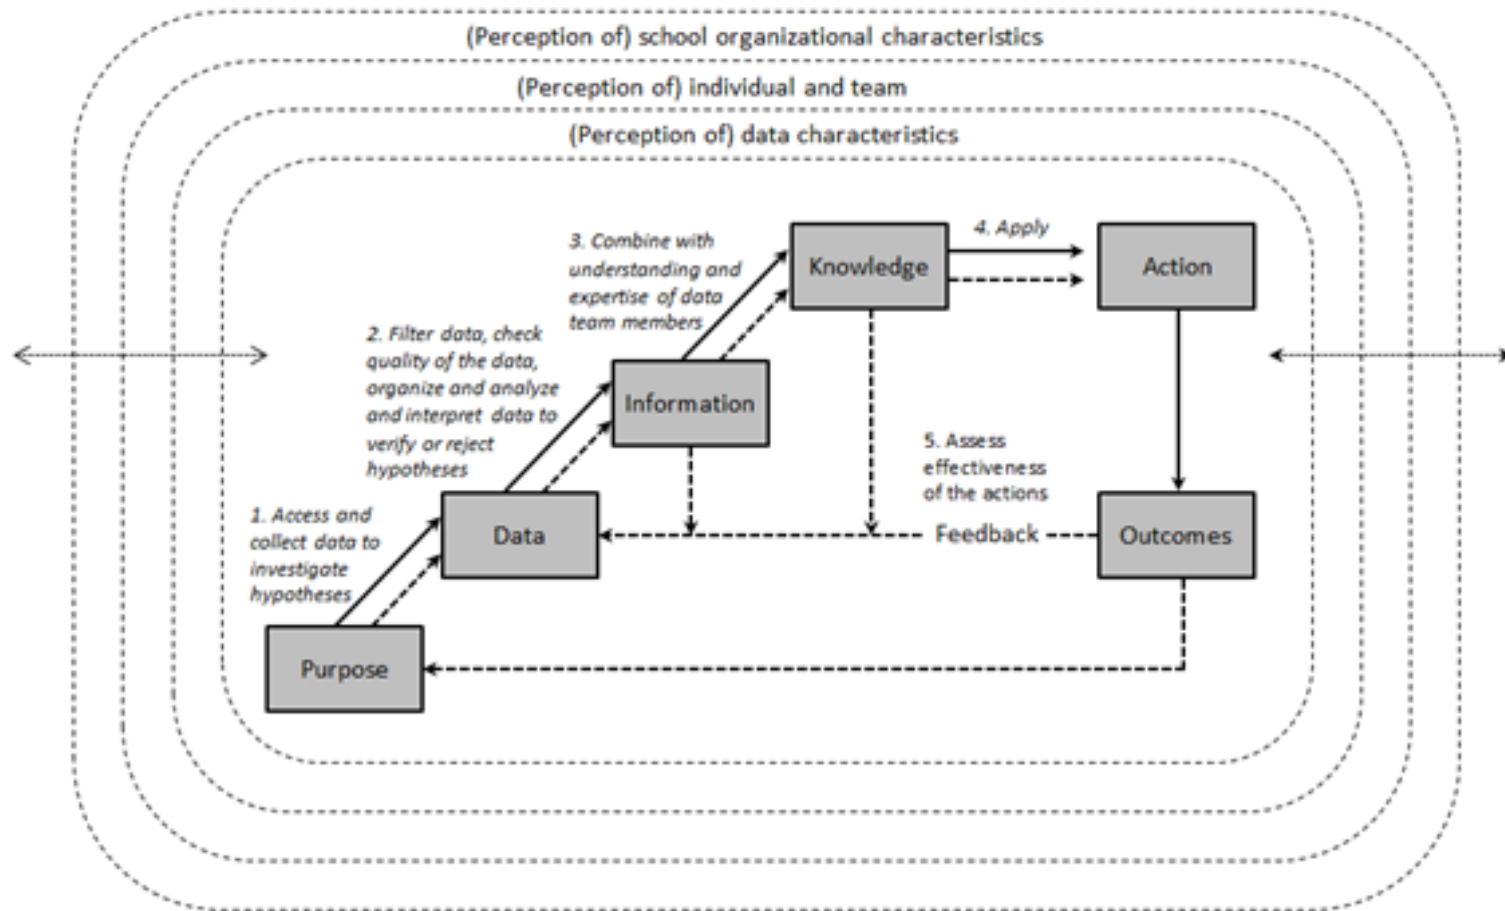 (Perception of) school organizational characteristics
(Perception of) individual and team
(Perception of) data characteristics
3. Combine with
understanding and
expertise of data
team members
Knowledge
4. Apply
Action
2. Filter data, check
quality of the data,
organize and analyze
and interpret data to
verify or reject
hypotheses
Information
5. Assess
effectiveness
of the actions
1. Access and
collect data to
investigate
hypotheses
Data
Feedback
Outcomes
Purpose